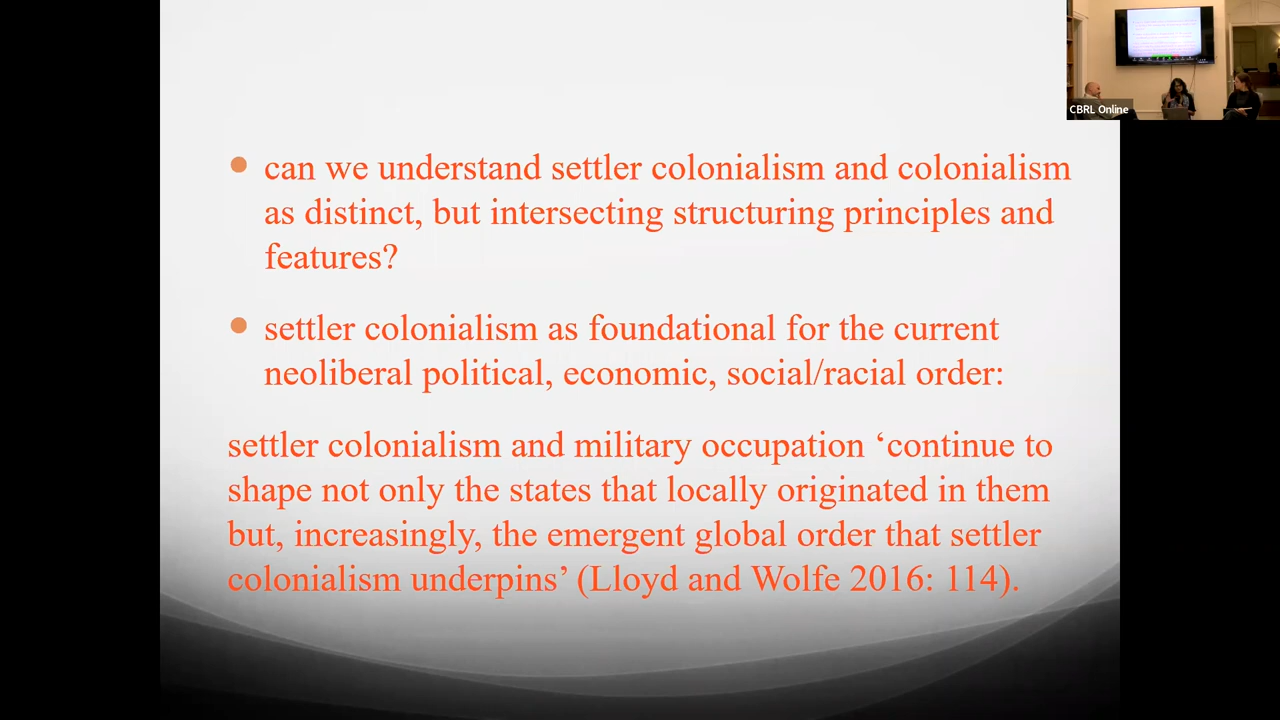 CBRL Online
can we understand settler colonialism and colonialism
as distinct, but intersecting structuring principles and
features?
settler colonialism as foundational for the current
neoliberal political, economic, social/racial order:
settler colonialism and military occupation ‘continue to
shape not only the states that locally originated in them
but, increasingly, the emergent global order that settler
colonialism underpins’ (Lloyd and Wolfe 2016: 114).